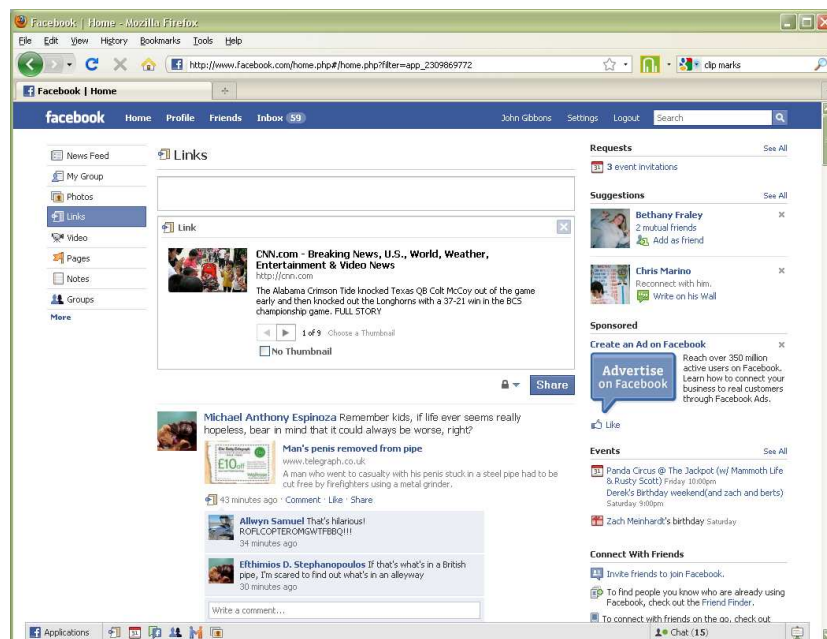 Facebook | Home - Mozilla Firefox
File Edit View History Bookmarks Tools Help
http://www.facebook.com/home.php#/home.php?filter=app_2309869772
clip marks
Facebook | Home
facebook Home Profile Friends Inbox 59 John Gibbons Settings Logout Search
News Feed
My Group
Photos
Links
Video
Pages
Notes
Groups
More
Links
Link
CNN.com - Breaking News, U.S., World, Weather,
Entertainment & Video News
http://cnn.com
The Alabama Crimson Tide knocked Texas QB Colt McCoy out of the game
early and then knocked out the Longhorns with a 37-21 win in the BCS
championship game. FULL STORY
1 of 9 Choose a Thumbnail
No Thumbnail
Share
Michael Anthony Espinoza Remember kids, if life ever seems really
hopeless, bear in mind that it could always be worse, right?
£10off
Man's penis removed from pipe
www.telegraph.co.uk
A man who went to casualty with his penis stuck in a steel pipe had to be
cut free by firefighters using a metal grinder.
43 minutes ago · Comment · Like · Share
Allwyn Samuel That's hilarious!
ROFLCOPTEROMGWTFBBQ!!!
34 minutes ago
Efthimios D. Stephanopoulos If that's what's in a British
pipe, I'm scared to find out what's in an alleyway
30 minutes ago
Write a comment...
Requests See All
31 3 event invitations
Suggestions See All
Bethany Fraley
2 mutual friends
Add as friend
Chris Marino
Reconnect with him.
Write on his Wall
Sponsored
Create an Ad on Facebook
Advertise
on Facebook
Reach over 350 million
active users on Facebook.
Learn how to connect your
business to real customers
through Facebook Ads.
Like
Events See All
31 Panda Circus @ The Jackpot (w/ Mammoth Life
& Rusty Scott) Friday 10:00pm
Derek's Birthday weekend(and zach and berts)
Saturday 9:00pm
Zach Meinhardt's birthday Saturday
Connect With Friends
Invite friends to join Facebook.
To find people you know who are already using
Facebook, check out the Friend Finder.
To connect with friends on the go, check out
Applications 31 Chat (15)